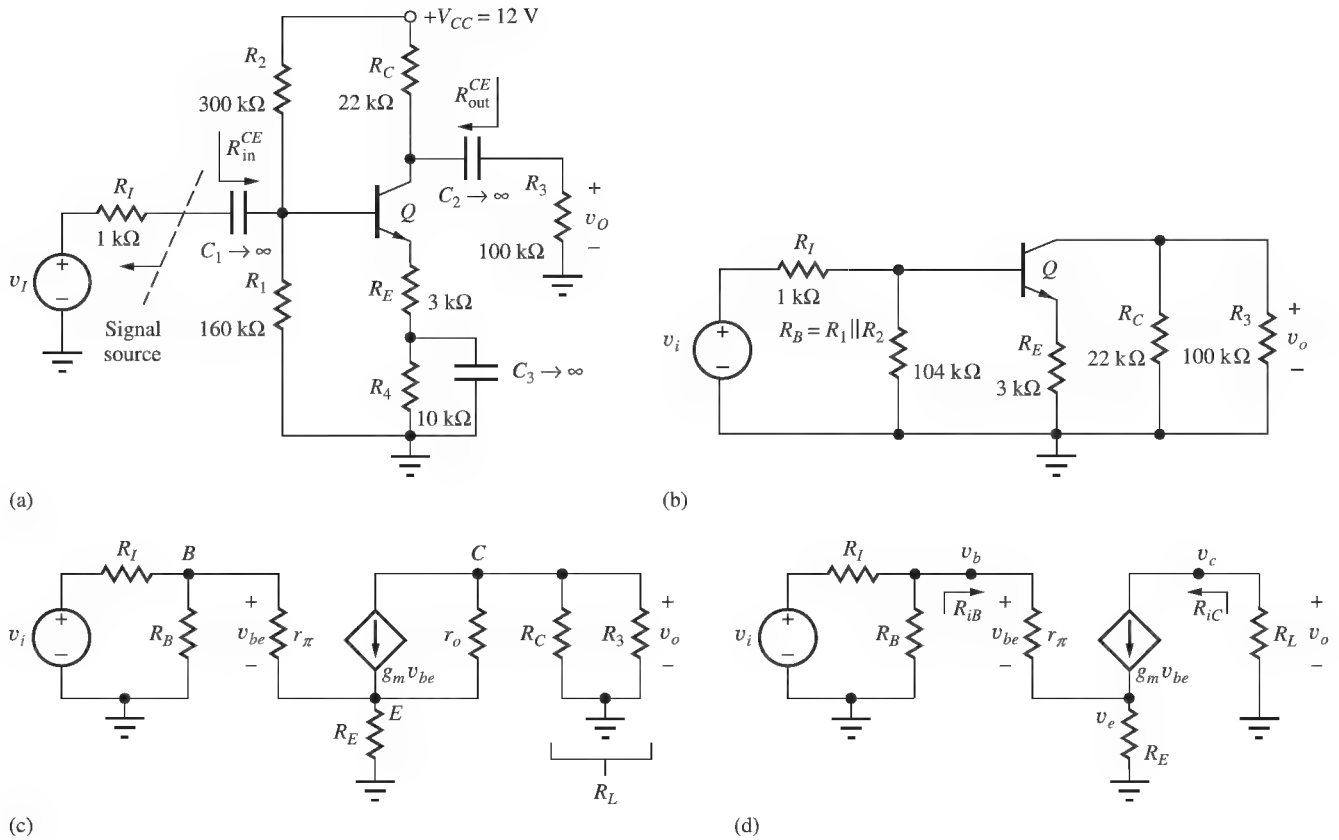 +V_CC = 12 V
R_2
300 kΩ
R_C
22 kΩ
R_out^CE
R_in^CE
R_I
1 kΩ
C_1 → ∞
Q
C_2 → ∞
R_3
100 kΩ
+
v_O
−
v_I
+
−
Signal
source
R_1
160 kΩ
R_E
3 kΩ
R_4
10 kΩ
C_3 → ∞
(a)
R_I
1 kΩ
v_i
+
−
R_B = R_1||R_2
104 kΩ
Q
R_E
3 kΩ
R_C
22 kΩ
R_3
100 kΩ
+
v_o
−
(b)
R_I
B
C
v_i
+
−
R_B
+
v_be
−
r_π
g_m v_be
r_o
R_C
R_3
+
v_o
−
E
R_E
R_L
(c)
R_I
v_b
v_c
R_iB
R_iC
v_i
+
−
R_B
+
v_be
−
r_π
g_m v_be
R_L
+
v_o
−
v_e
R_E
(d)